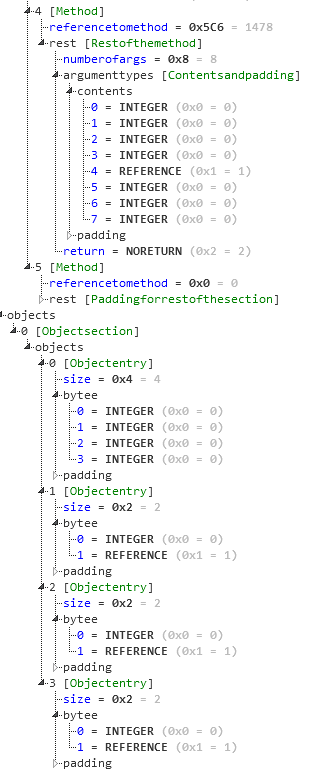 4 [Method]
referencetomethod = 0x5C6 = 1478
rest [Restofthemethod]
numberofargs = 0x8 = 8
argumenttypes [Contentsandpadding]
contents
0 = INTEGER (0x0 = 0)
1 = INTEGER (0x0 = 0)
2 = INTEGER (0x0 = 0)
3 = INTEGER (0x0 = 0)
4 = REFERENCE (0x1 = 1)
5 = INTEGER (0x0 = 0)
6 = INTEGER (0x0 = 0)
7 = INTEGER (0x0 = 0)
padding
return = NORETURN (0x2 = 2)
5 [Method]
referencetomethod = 0x0 = 0
rest [Paddingforrestofthesection]
objects
0 [Objectsection]
objects
0 [Objectentry]
size = 0x4 = 4
bytee
0 = INTEGER (0x0 = 0)
1 = INTEGER (0x0 = 0)
2 = INTEGER (0x0 = 0)
3 = INTEGER (0x0 = 0)
padding
1 [Objectentry]
size = 0x2 = 2
bytee
0 = INTEGER (0x0 = 0)
1 = REFERENCE (0x1 = 1)
padding
2 [Objectentry]
size = 0x2 = 2
bytee
0 = INTEGER (0x0 = 0)
1 = REFERENCE (0x1 = 1)
padding
3 [Objectentry]
size = 0x2 = 2
bytee
0 = INTEGER (0x0 = 0)
1 = REFERENCE (0x1 = 1)
padding